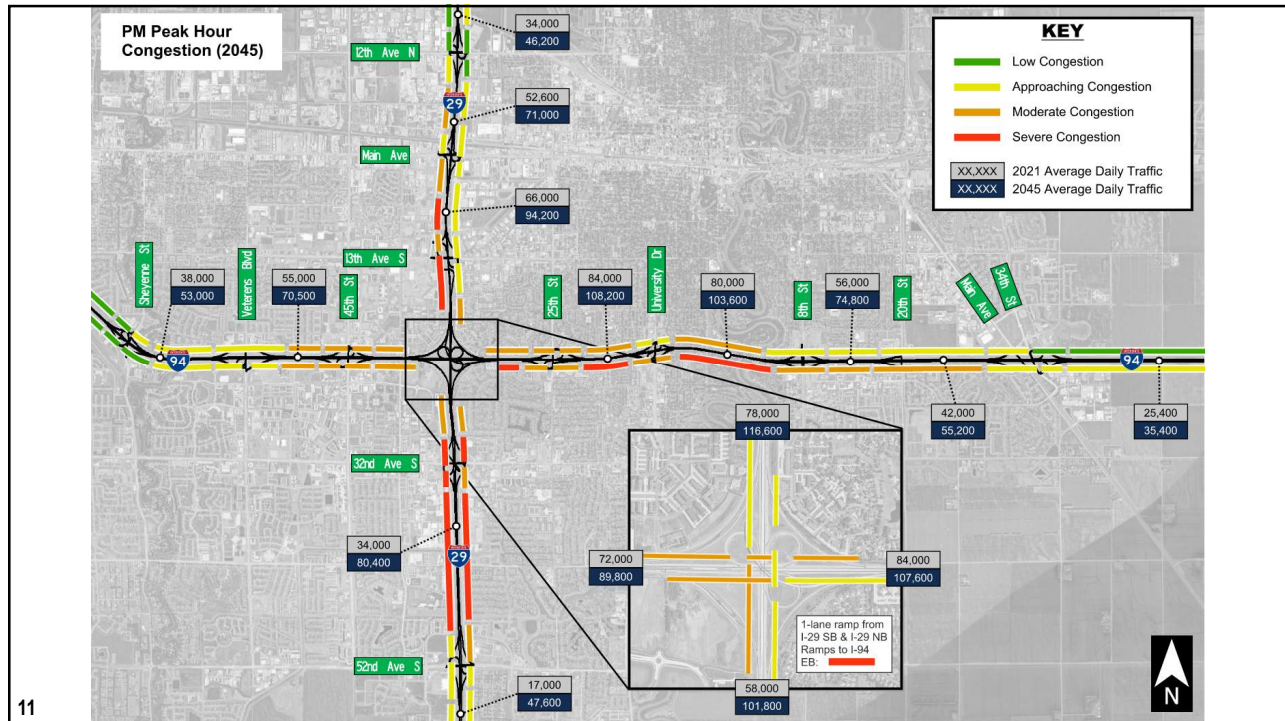 PM Peak Hour
Congestion (2045)
34,000
46,200
12th Ave N
29
52,600
71,000
Main Ave
66,000
94,200
13th Ave S
KEY
Low Congestion
Approaching Congestion
Moderate Congestion
Severe Congestion
XX,XXX 2021 Average Daily Traffic
XX,XXX 2045 Average Daily Traffic
Sheyenne St
38,000
53,000
Veterens Blvd
55,000
70,500
45th St
25th St
84,000
108,200
University Dr
80,000
103,600
8th St
56,000
74,800
20th St
Main Ave
34th St
94
94
42,000
55,200
25,400
35,400
32nd Ave S
34,000
80,400
29
52nd Ave S
17,000
47,600
78,000
116,600
72,000
89,800
84,000
107,600
1-lane ramp from
I-29 SB & I-29 NB
Ramps to I-94
EB:
58,000
101,800
N
11